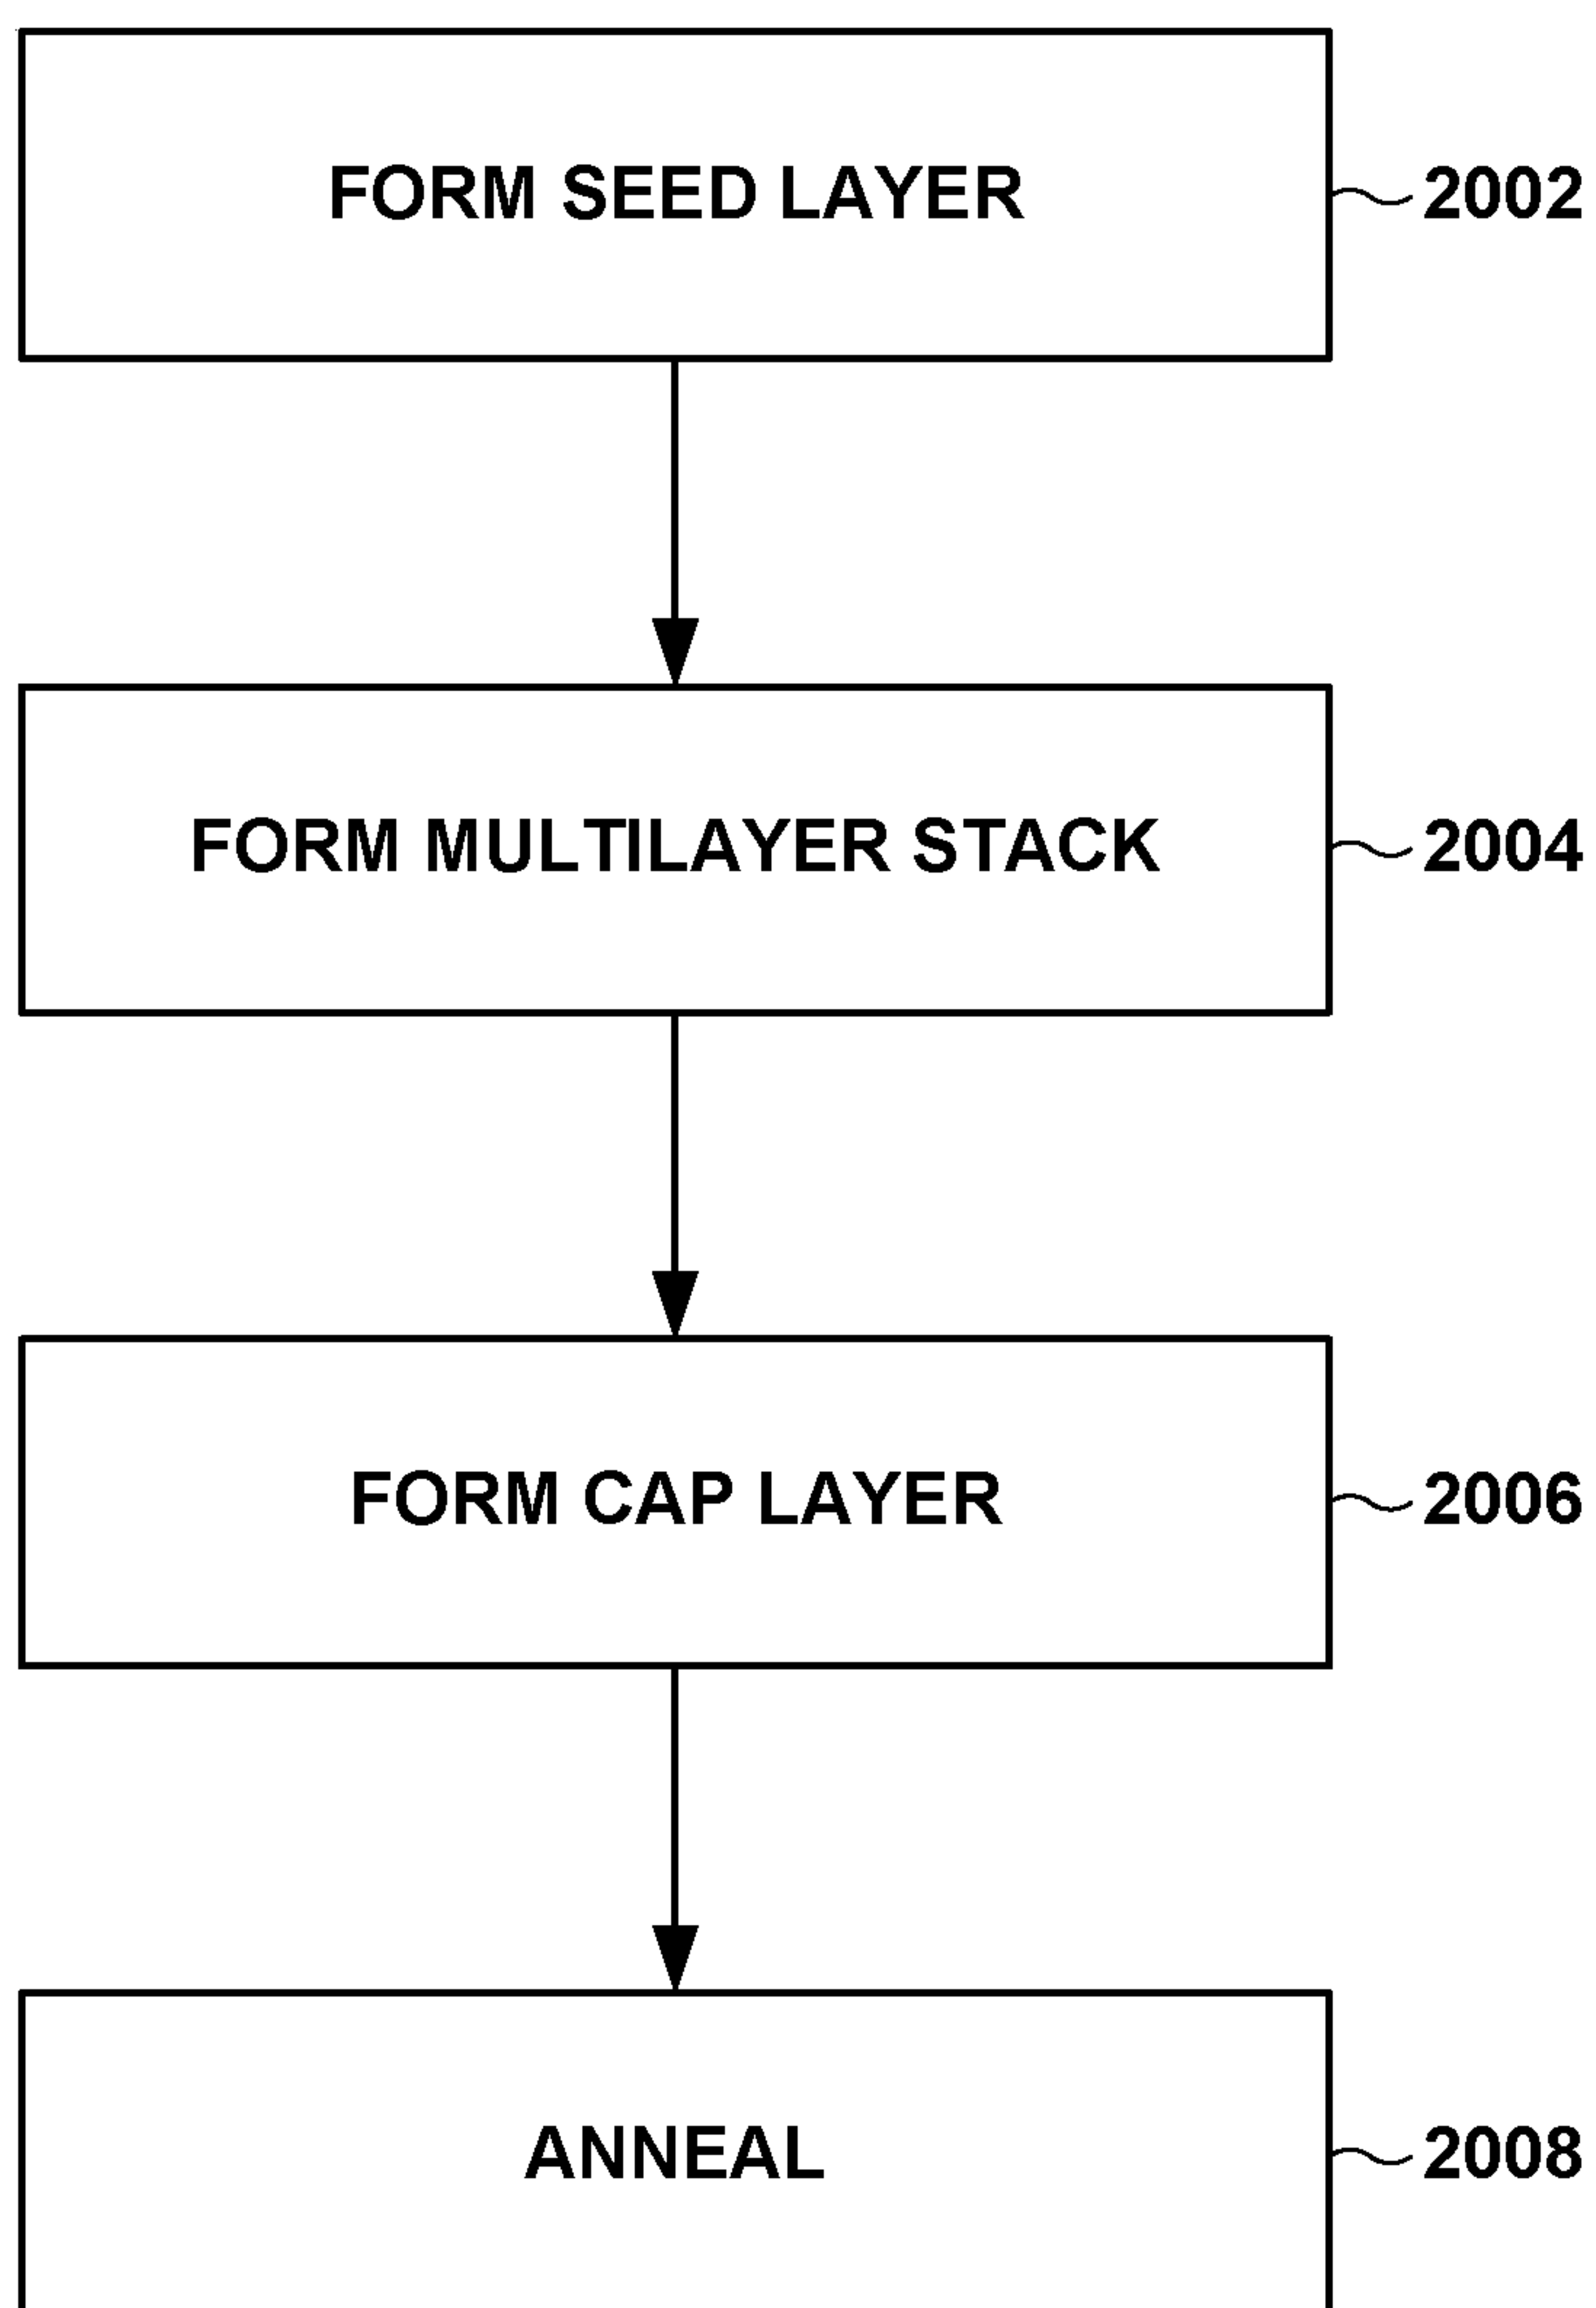 FORM SEED LAYER
2002
FORM MULTILAYER STACK
2004
FORM CAP LAYER
2006
ANNEAL
2008